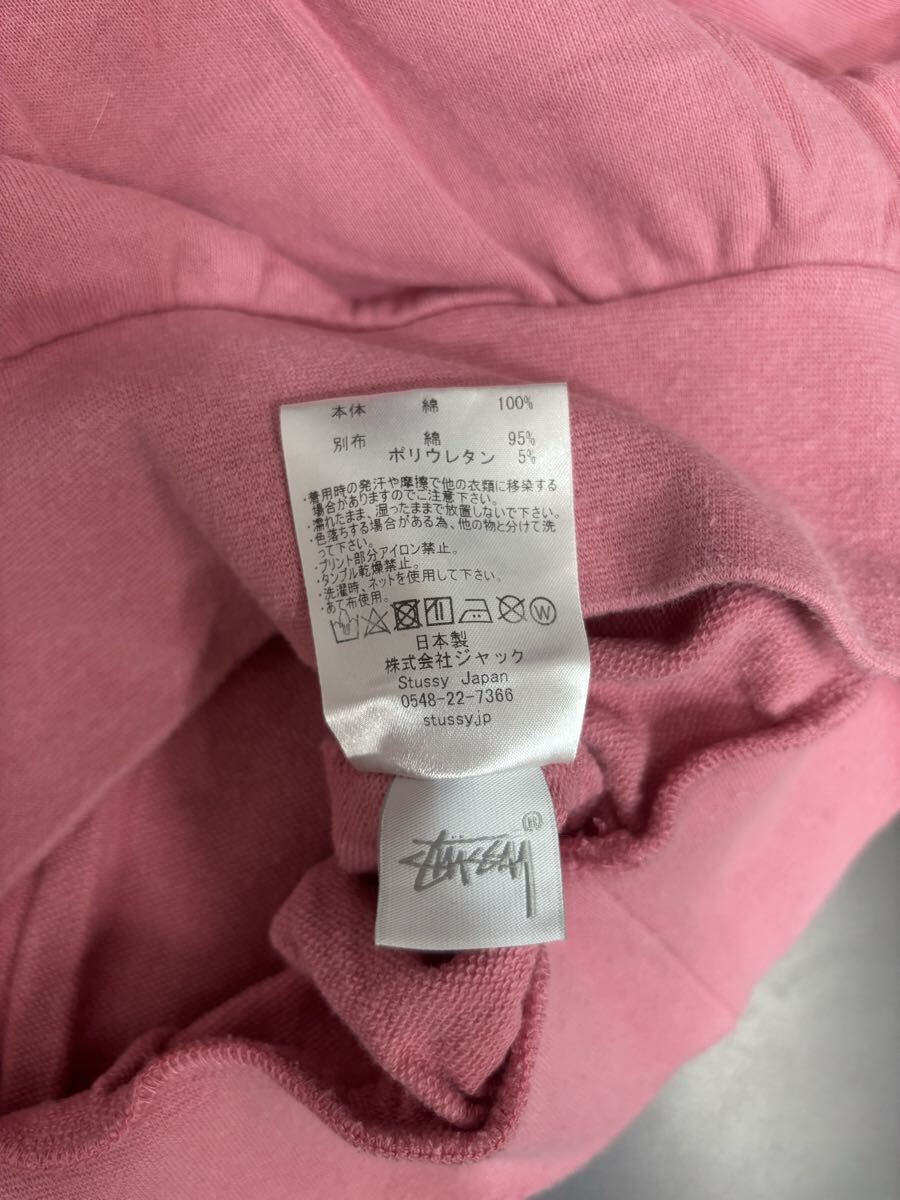 本体 綿 100%
別布 綿 95%
ポリウレタン 5%
・着用時の発汗や摩擦で他の衣類に移染する
場合がありますのでご注意下さい。
・濡れたまま、湿ったままで放置しないで下さい。
・色落ちする場合がある為、他の物と分けて洗
って下さい。
・プリント部分アイロン禁止。
・タンブル乾燥禁止。
・洗濯時、ネットを使用して下さい。
・あて布使用。
W
日本製
株式会社ジャック
Stussy Japan
0548-22-7366
stussy.jp
STÜSSY ®